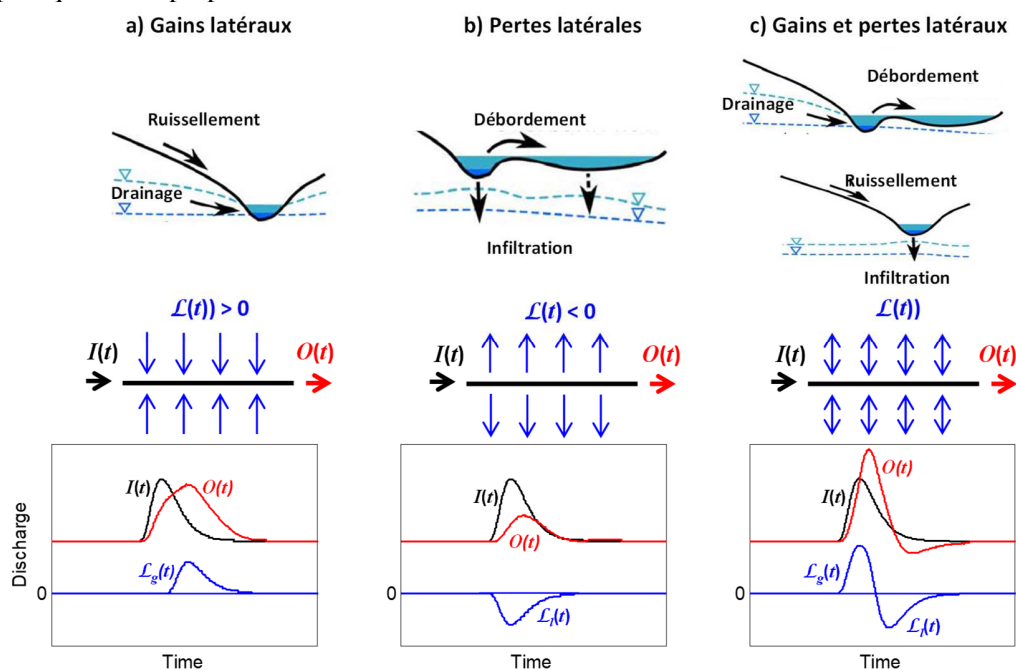 a) Gains latéraux
Ruissellement
Drainage
ℒ(t)) > 0
I(t)
O(t)
I(t)
O(t)
ℒg(t)
Discharge
0
Time
b) Pertes latérales
Débordement
Infiltration
ℒ(t) < 0
I(t)
O(t)
I(t)
O(t)
ℒl(t)
0
Time
c) Gains et pertes latéraux
Débordement
Drainage
Ruissellement
Infiltration
ℒ(t))
I(t)
O(t)
O(t)
I(t)
ℒg(t)
ℒl(t)
0
Time